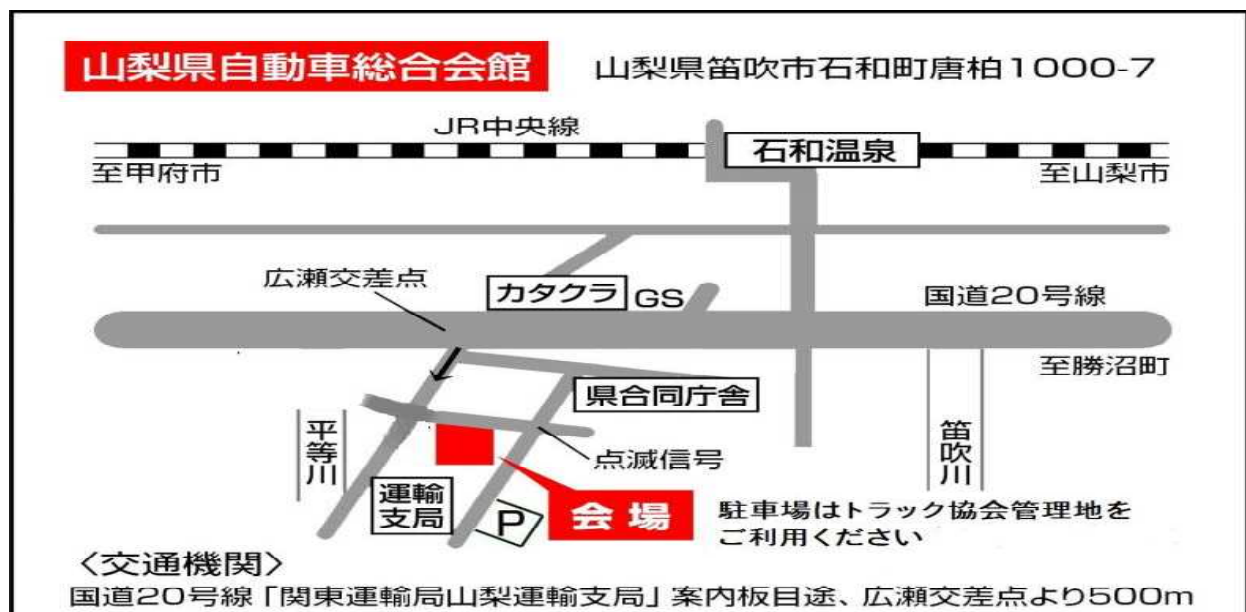 山梨県自動車総合会館 山梨県笛吹市石和町唐柏1000-7
JR中央線
石和温泉
至甲府市
至山梨市
広瀬交差点
カタクラ
GS
国道20号線
至勝沼町
県合同庁舎
平等川
点滅信号
笛吹川
運輸
支局
P
会場
駐車場はトラック協会管理地を
ご利用ください
〈交通機関〉
国道20号線「関東運輸局山梨運輸支局」案内板目途、広瀬交差点より500m